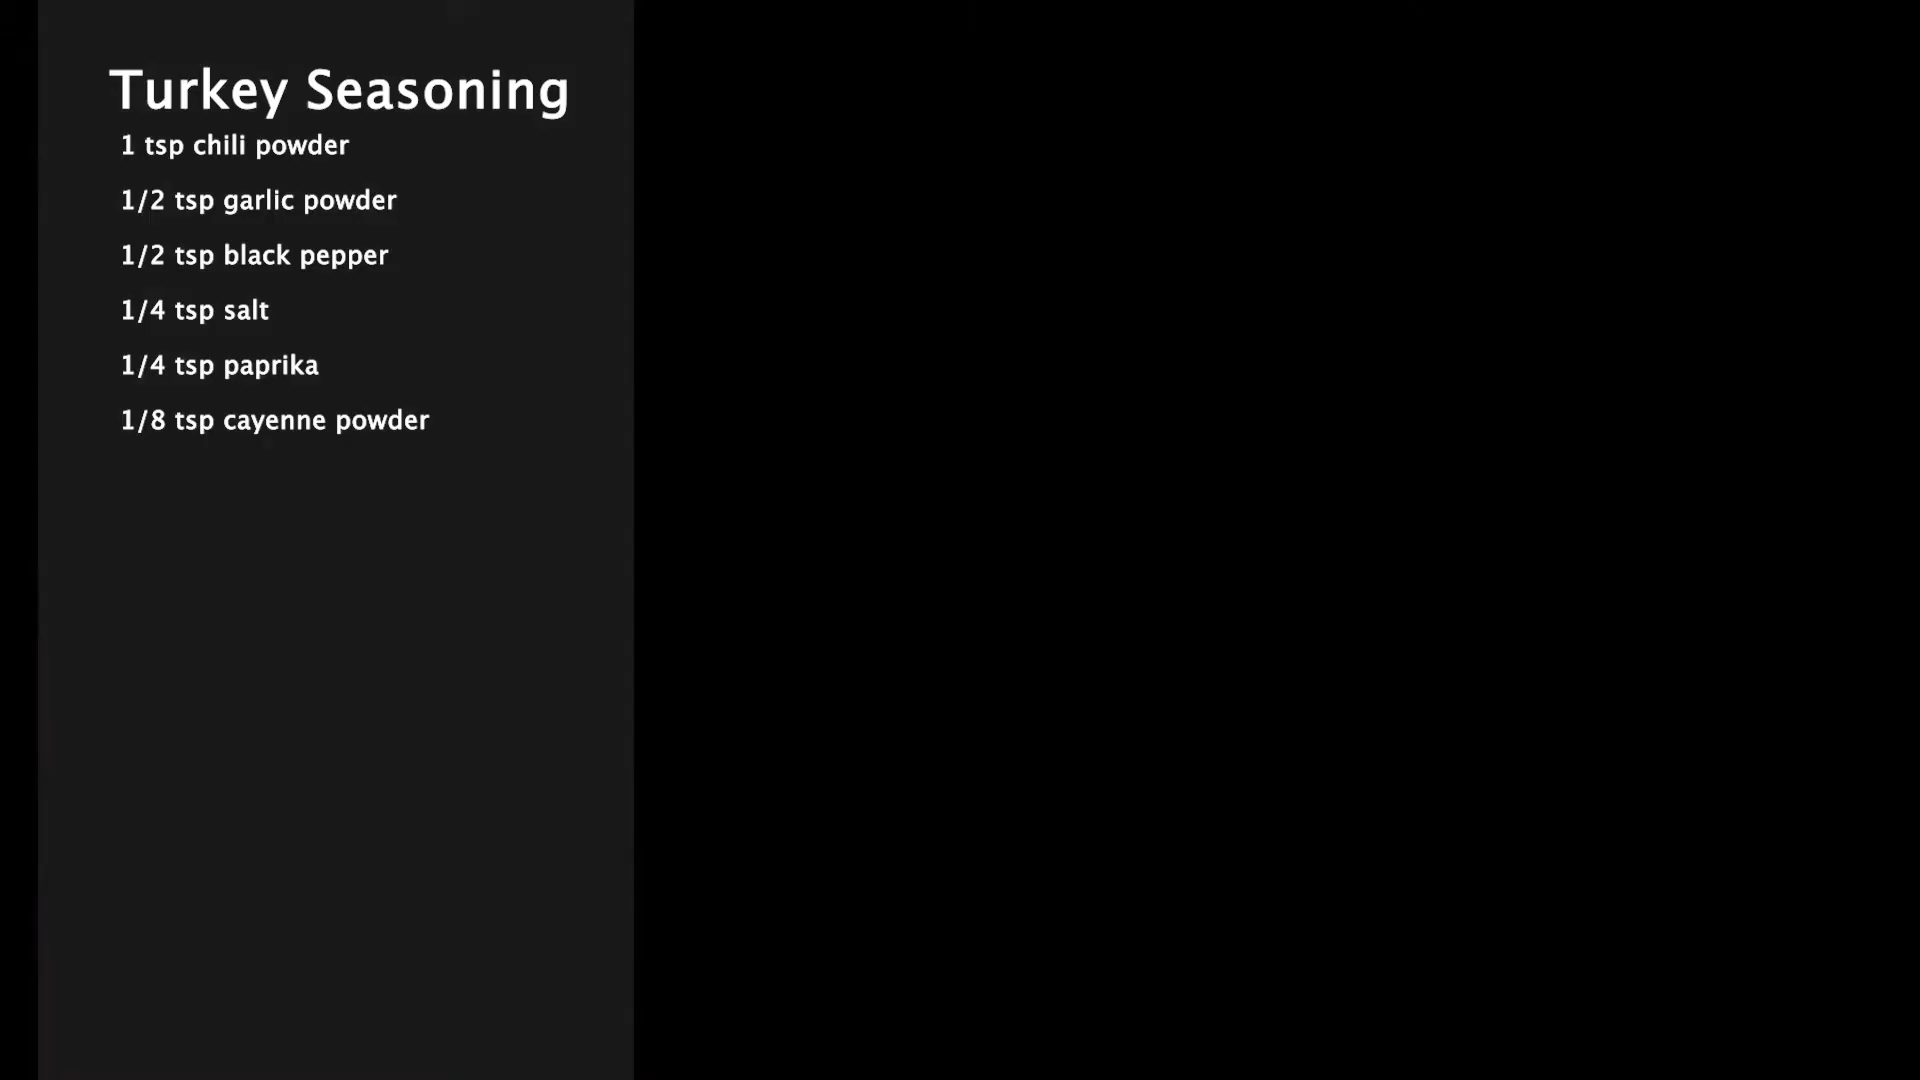 Turkey Seasoning
1 tsp chili powder
1/2 tsp garlic powder
1/2 tsp black pepper
1/4 tsp salt
1/4 tsp paprika
1/8 tsp cayenne powder